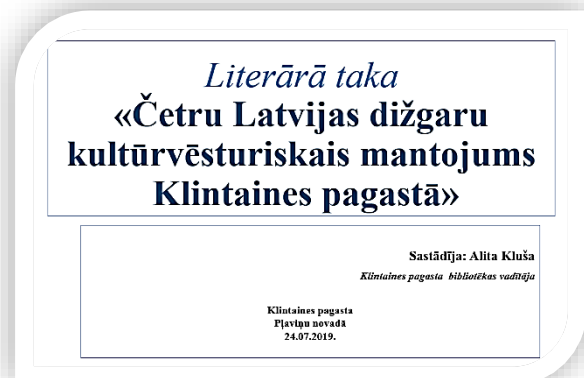 Literārā taka
«Četru Latvijas dižgaru
kultūrvēsturiskais mantojums
Klintaines pagastā»
Sastādīja: Alita Kluša
Klintaines pagasta bibliotēkas vadītāja
Klintaines pagasta
Pļaviņu novadā
24.07.2019.